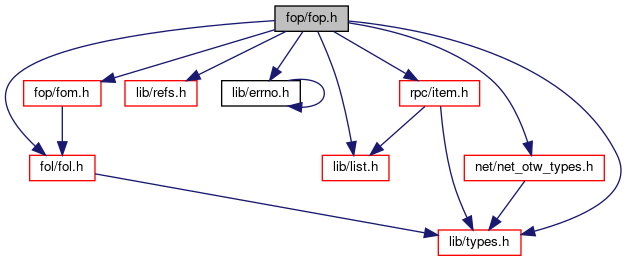 fop/fop.h
fop/fom.h
lib/refs.h
lib/errno.h
rpc/item.h
fol/fol.h
lib/list.h
net/net_otw_types.h
lib/types.h